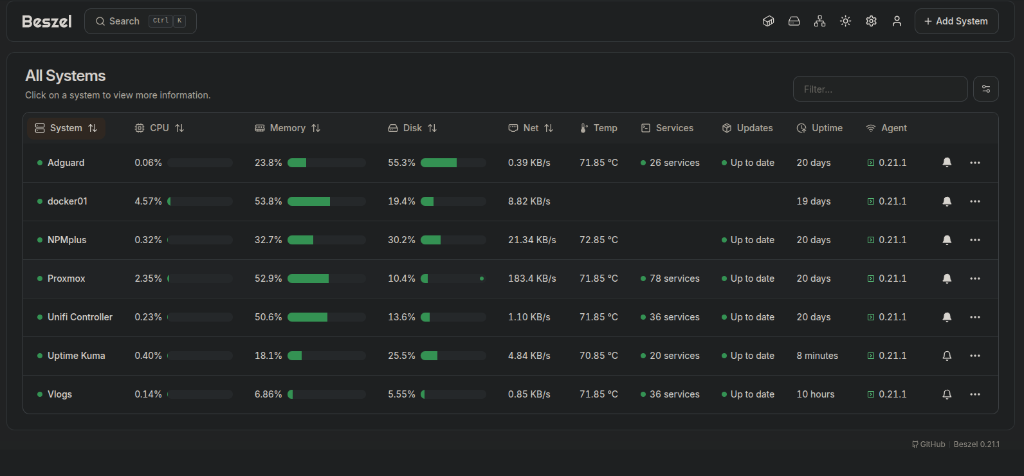 Beszel Search Ctrl K + Add System
All Systems
Click on a system to view more information.
Filter...
System CPU Memory Disk Net Temp Services Updates Uptime Agent
Adguard 0.06% 23.8% 55.3% 0.39 KB/s 71.85 °C 26 services Up to date 20 days 0.21.1
docker01 4.57% 53.8% 19.4% 8.82 KB/s 19 days 0.21.1
NPMplus 0.32% 32.7% 30.2% 21.34 KB/s 72.85 °C Up to date 20 days 0.21.1
Proxmox 2.35% 52.9% 10.4% 183.4 KB/s 71.85 °C 78 services Up to date 20 days 0.21.1
Unifi Controller 0.23% 50.6% 13.6% 1.10 KB/s 71.85 °C 36 services Up to date 20 days 0.21.1
Uptime Kuma 0.40% 18.1% 25.5% 4.84 KB/s 70.85 °C 20 services Up to date 8 minutes 0.21.1
Vlogs 0.14% 6.86% 5.55% 0.85 KB/s 71.85 °C 36 services Up to date 10 hours 0.21.1
GitHub | Beszel 0.21.1